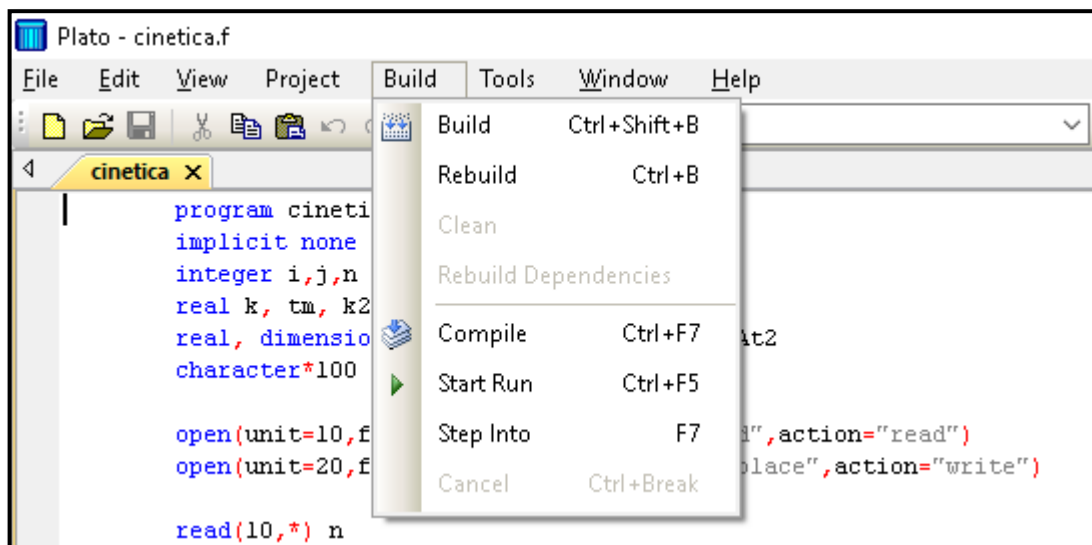 Plato - cinetica.f
File Edit View Project Build Tools Window Help
Build Ctrl+Shift+B
Rebuild Ctrl+B
Clean
Rebuild Dependencies
Compile Ctrl+F7
Start Run Ctrl+F5
Step Into F7
Cancel Ctrl+Break
cinetica X
program cineti
implicit none
integer i,j,n
real k, tm, k2
real, dimensio At2
character*100
open(unit=10,f d",action="read")
open(unit=20,f place",action="write")
read(10,*) n